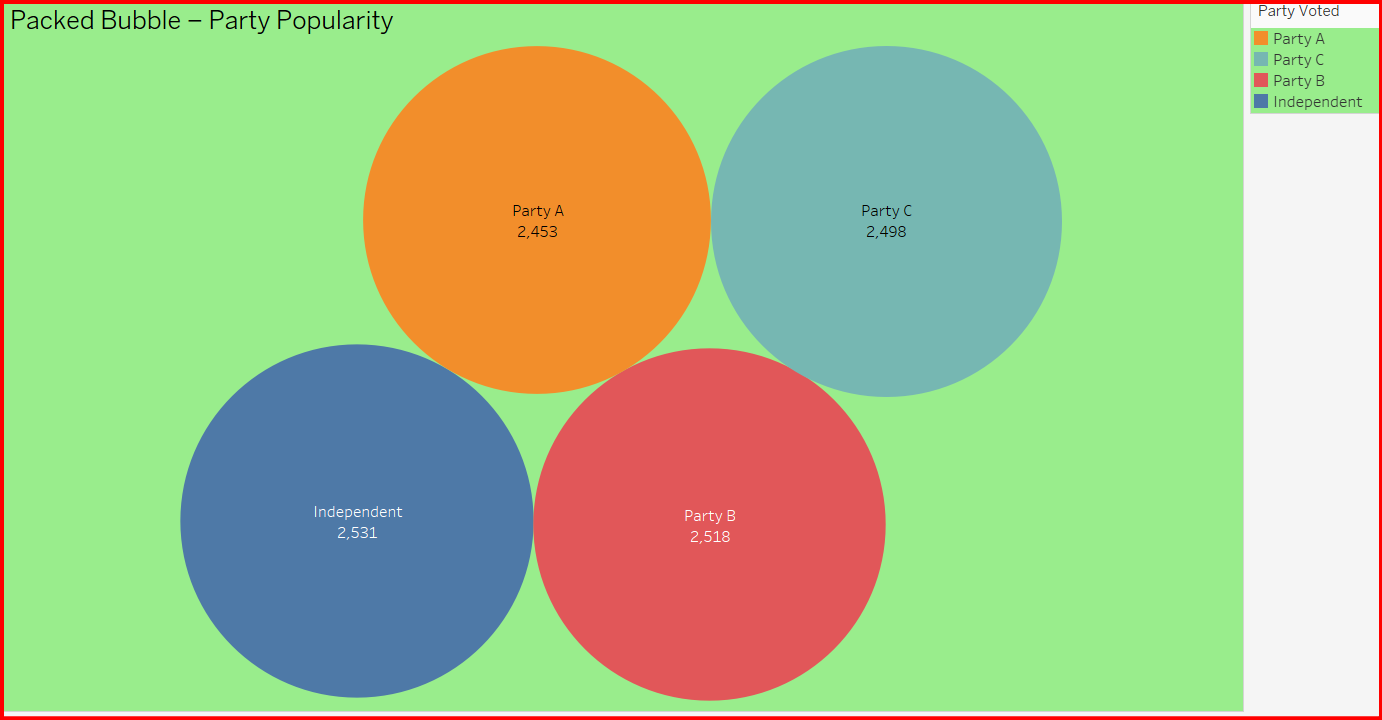 Packed Bubble – Party Popularity
Party A
2,453
Party C
2,498
Independent
2,531
Party B
2,518
Party Voted
Party A
Party C
Party B
Independent